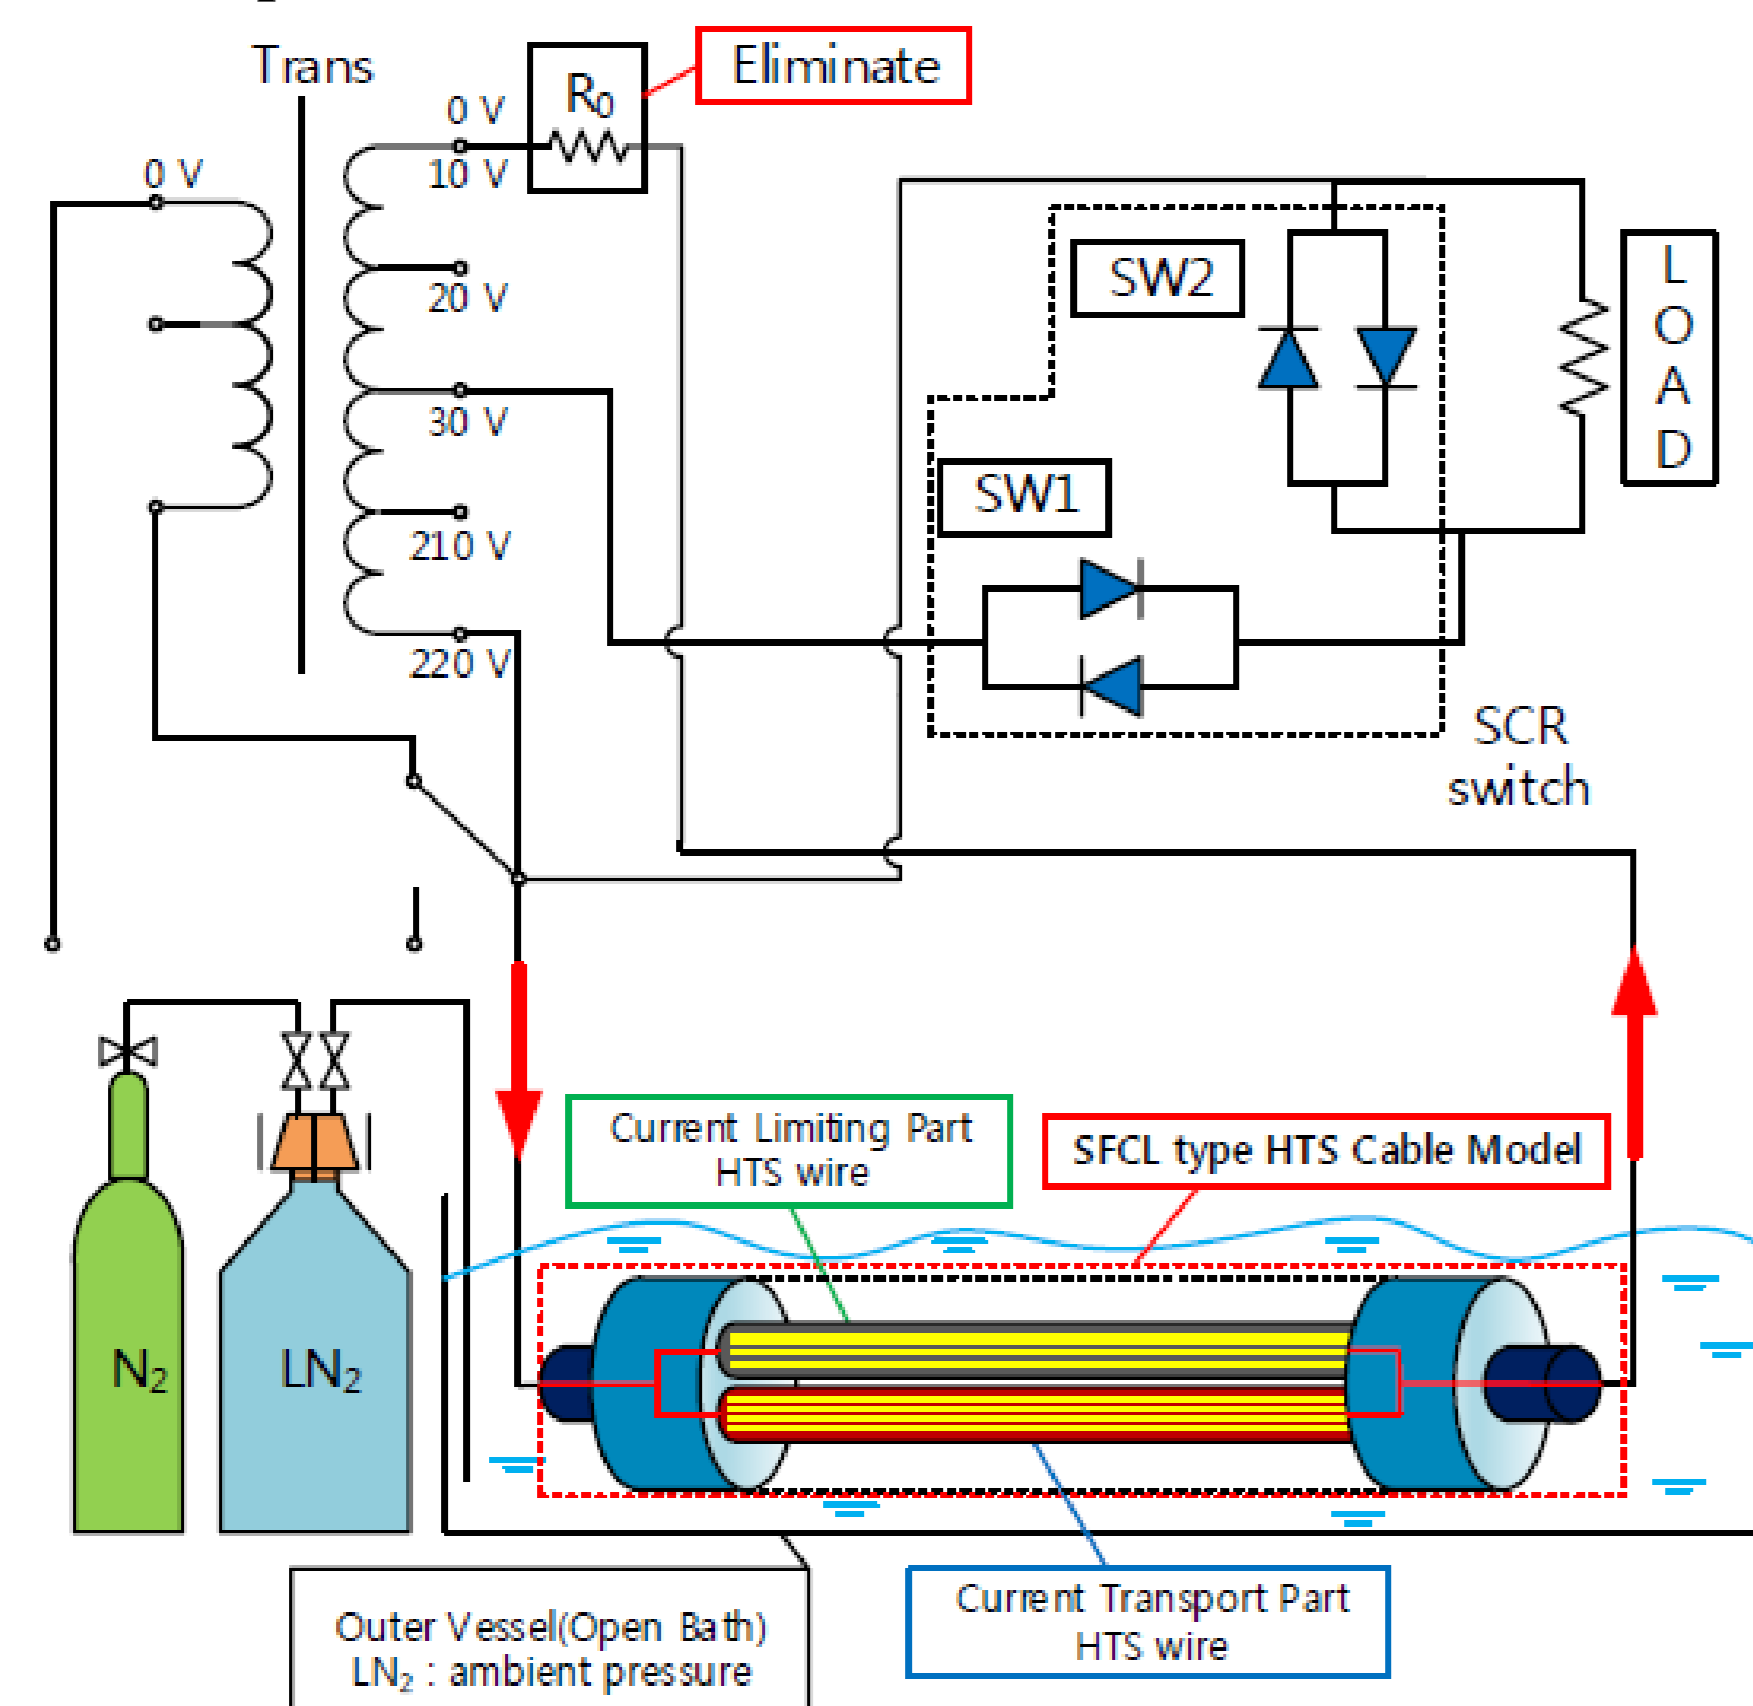 Trans
0 V
R₀
Eliminate
10 V
0 V
20 V
30 V
210 V
220 V
SW2
SW1
L
O
A
D
SCR
switch
Current Limiting Part
HTS wire
SFCL type HTS Cable Model
N₂
LN₂
Current Transport Part
HTS wire
Outer Vessel(Open Bath)
LN₂ : ambient pressure